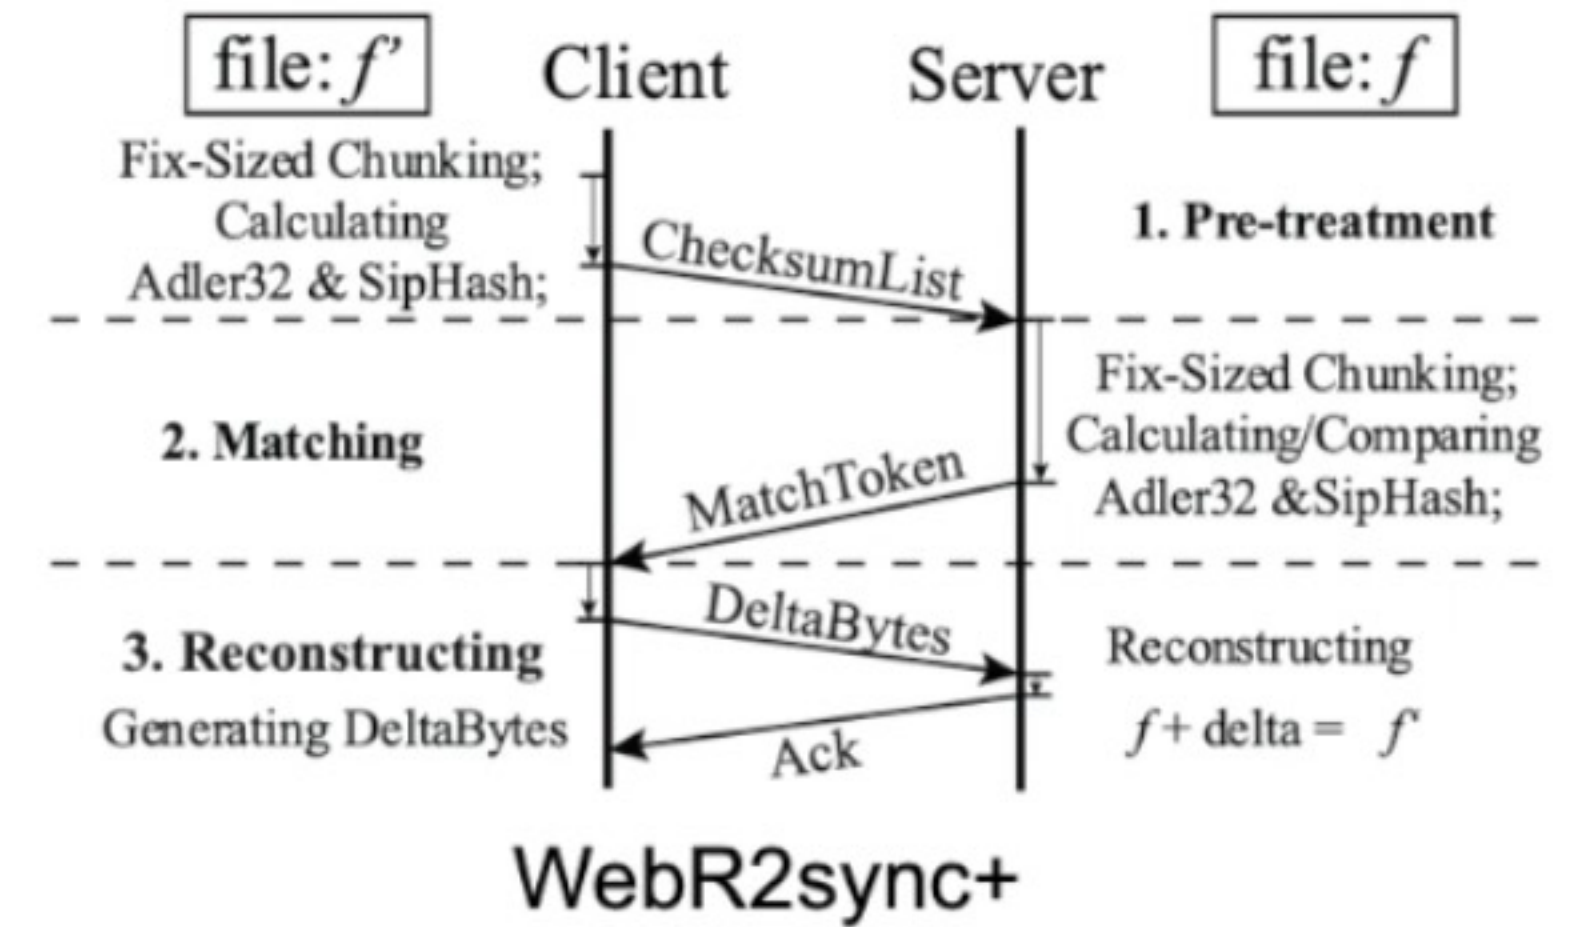 file: f’
Client
Server
file: f
Fix-Sized Chunking;
Calculating
Adler32 & SipHash;
ChecksumList
1. Pre-treatment
2. Matching
MatchToken
Fix-Sized Chunking;
Calculating/Comparing
Adler32 &SipHash;
3. Reconstructing
Generating DeltaBytes
DeltaBytes
Ack
Reconstructing
f + delta = f'
WebR2sync+